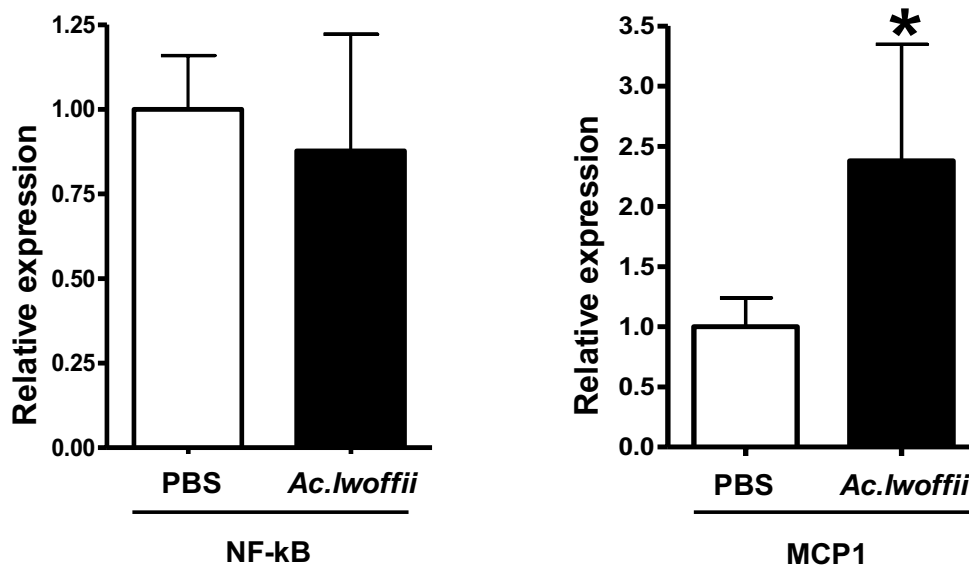 Relative expression
1.25
1.00
0.75
0.50
0.25
0.00
PBS Ac.lwoffii
NF-kB
Relative expression
3.5
3.0
2.5
2.0
1.5
1.0
0.5
0.0
*
PBS Ac.lwoffii
MCP1